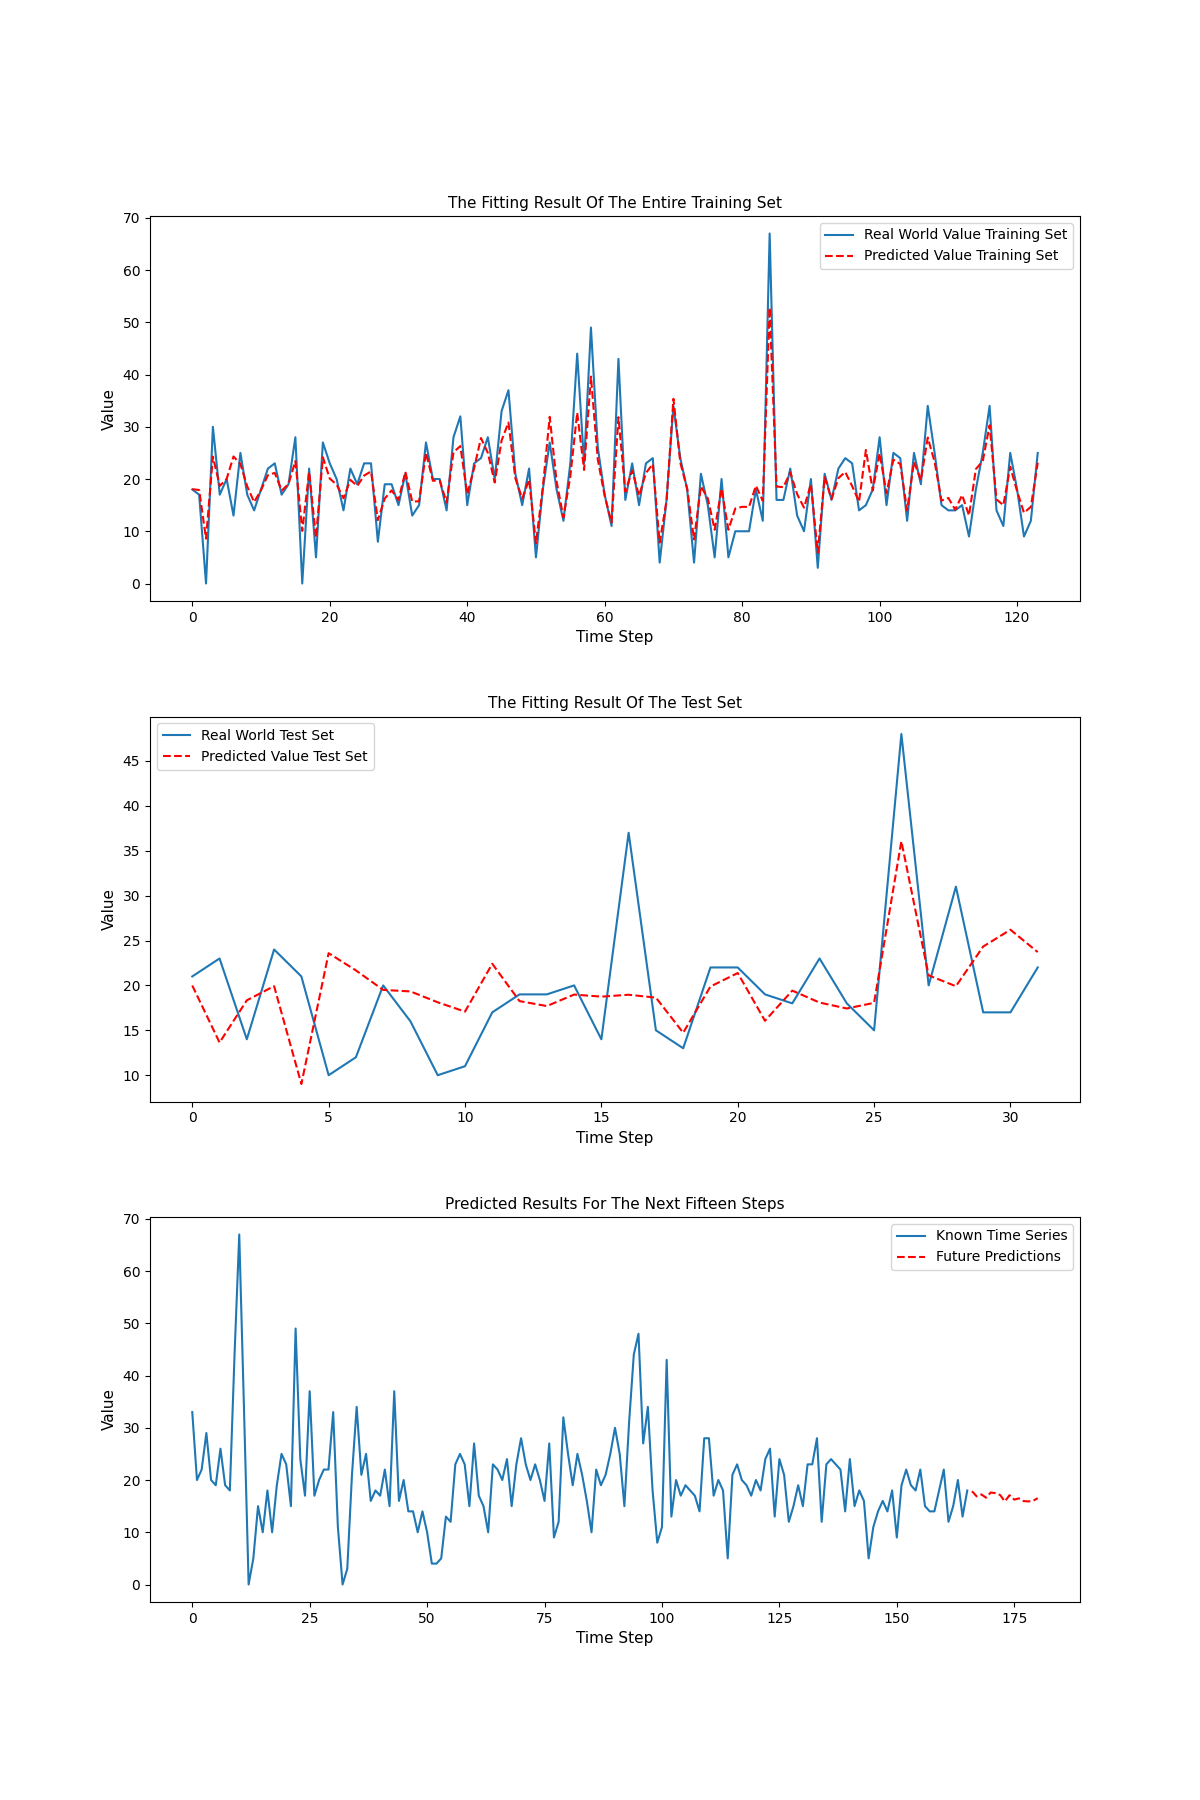 The Fitting Result Of The Entire Training Set
70
60
50
40
30
20
10
0
Value
Real World Value Training Set
Predicted Value Training Set
0 20 40 60 80 100 120
Time Step
The Fitting Result Of The Test Set
45
40
35
30
25
20
15
10
Value
Real World Test Set
Predicted Value Test Set
0 5 10 15 20 25 30
Time Step
Predicted Results For The Next Fifteen Steps
70
60
50
40
30
20
10
0
Value
Known Time Series
Future Predictions
0 25 50 75 100 125 150 175
Time Step